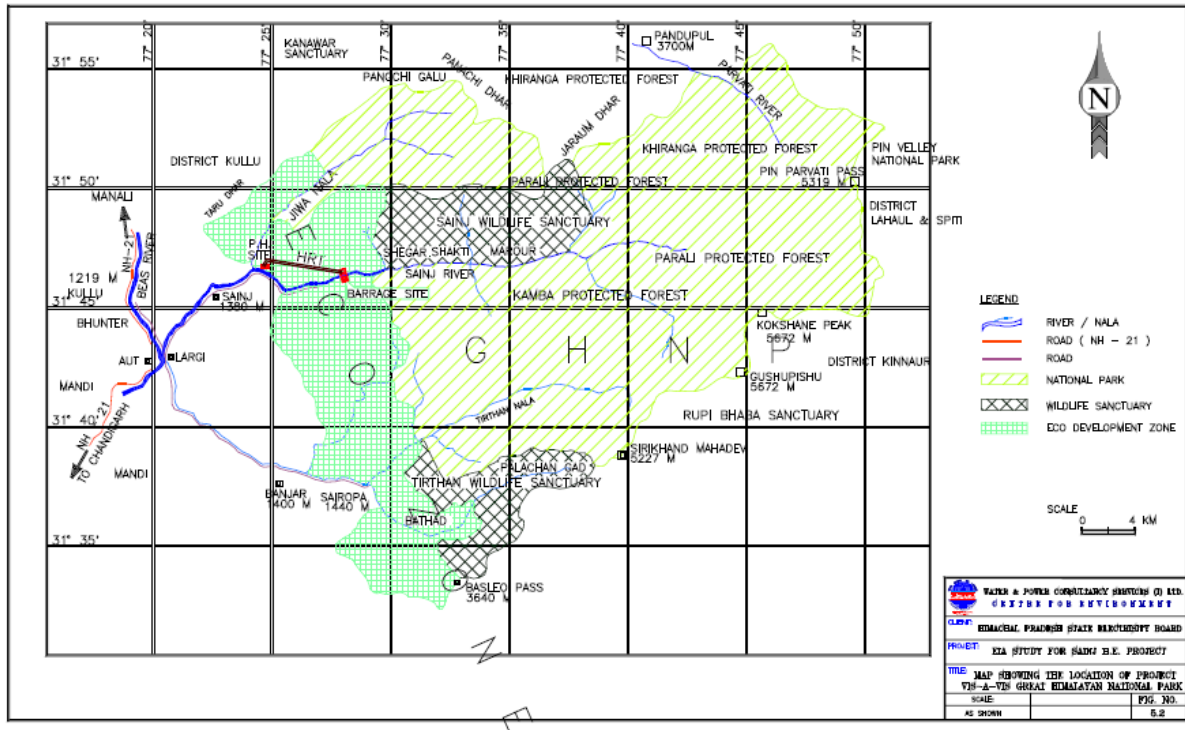 77° 20'
77° 25'
77° 30'
77° 35'
77° 40'
77° 45'
77° 50'
31° 55'
31° 50'
31° 45'
31° 40'
31° 35'
KANAWAR
SANCTUARY
PANDUPUL
3700M
PARVATI RIVER
PANCHI GALU
PANACHI DHAR
KHIRANGA PROTECTED FOREST
JARAUM DHAR
KHIRANGA PROTECTED FOREST
PIN VELLEY
NATIONAL PARK
PIN PARVATI PASS
5319 M
DISTRICT KULLU
PARALI PROTECTED FOREST
MANALI
TARU DHAR
JIWA NALA
DISTRICT
LAHAUL & SPITI
SAINJ WILDLIFE SANCTUARY
NH-21
BEAS RIVER
P.H.
SITE
HRT
SHEGAR SHAKTI
MAROUR
PARALI PROTECTED FOREST
1219 M
KULLU
SAINJ RIVER
SAINJ
1380 M
BARRAGE SITE
KAMBA PROTECTED FOREST
BHUNTER
KOKSHANE PEAK
5672 M
AUT
LARGI
E C O
G H N P
DISTRICT KINNAUR
GUSHUPISHU
5672 M
MANDI
NH 21
TO CHANDIGARH
TIRTHAN NALA
RUPI BHABA SANCTUARY
MANDI
SIRIKHAND MAHADEV
5227 M
PALACHAN GAD
TIRTHAN WILDLIFE SANCTUARY
BANJAR
1400 M
SAIROPA
1440 M
BATHAD
BASLEO PASS
3640 M
Z
O
N
E
N
LEGEND
RIVER / NALA
ROAD ( NH - 21 )
ROAD
NATIONAL PARK
WILDLIFE SANCTUARY
ECO DEVELOPMENT ZONE
SCALE
0 4 KM
WATER & POWER CONSULTANCY SERVICES (I) LTD.
CENTRE FOR ENVIRONMENT
CLIENT: HIMACHAL PRADESH STATE ELECTRICITY BOARD
PROJECT: EIA STUDY FOR SAINJ H.E. PROJECT
TITLE: MAP SHOWING THE LOCATION OF PROJECT
VIS-A-VIS GREAT HIMALAYAN NATIONAL PARK
SCALE:
AS SHOWN
FIG. NO.
5.2